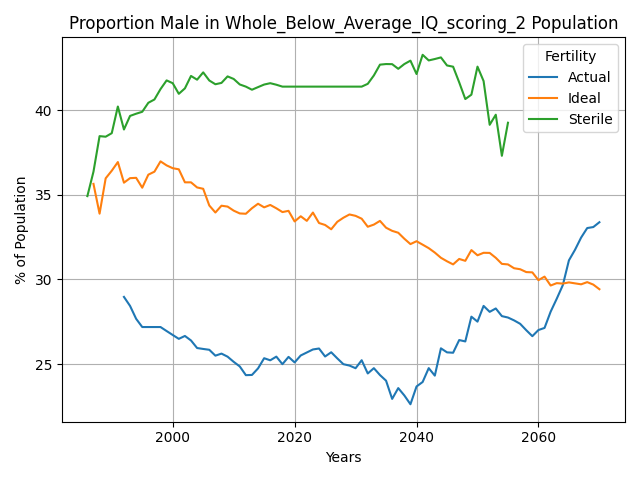 Proportion Male in Whole_Below_Average_IQ_scoring_2 Population
Fertility
Actual
Ideal
Sterile
% of Population
40
35
30
25
2000
2020
2040
2060
Years